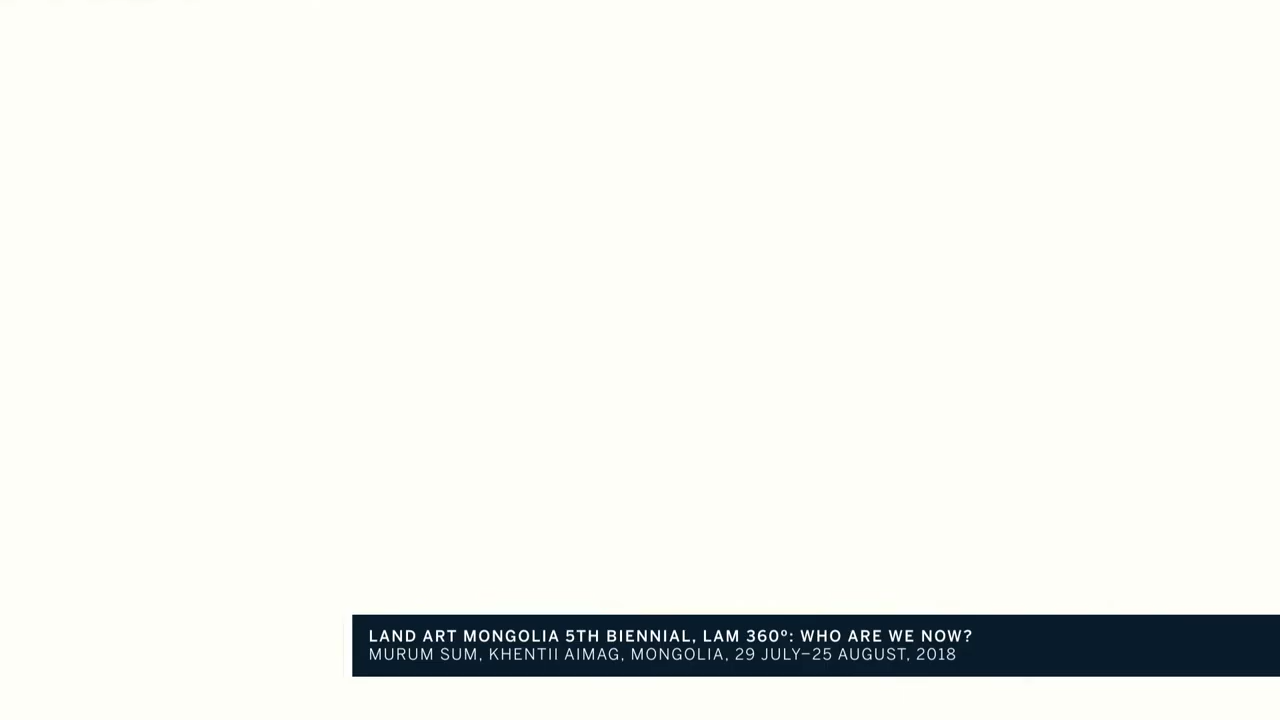 LAND ART MONGOLIA 5TH BIENNIAL, LAM 360º: WHO ARE WE NOW?
MURUM SUM, KHENTII AIMAG, MONGOLIA, 29 JULY–25 AUGUST, 2018